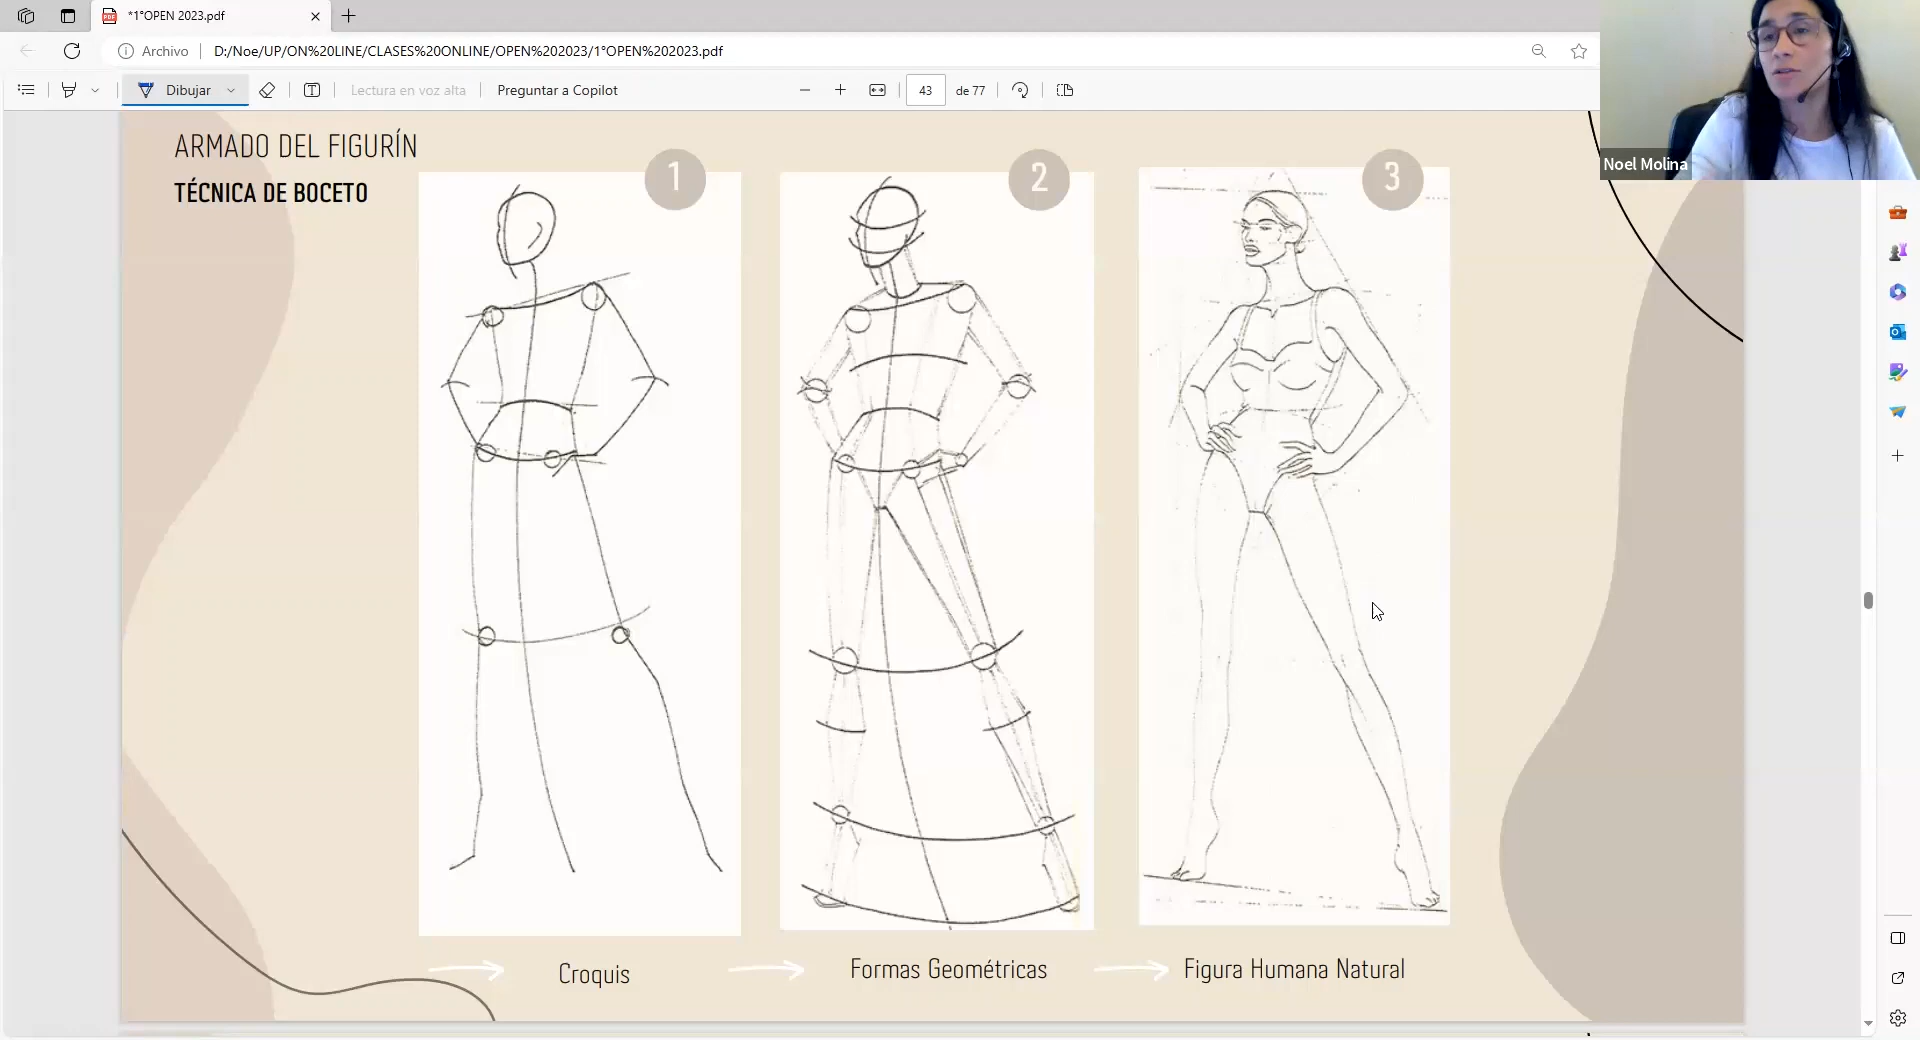 *1°OPEN 2023.pdf
Archivo
D:/Noe/UP/ON%20LINE/CLASES%20ONLINE/OPEN%202023/1°OPEN%202023.pdf
Dibujar
Lectura en voz alta
Preguntar a Copilot
43
de 77
Noel Molina
ARMADO DEL FIGURÍN
TÉCNICA DE BOCETO
1
2
3
Croquis
Formas Geométricas
Figura Humana Natural